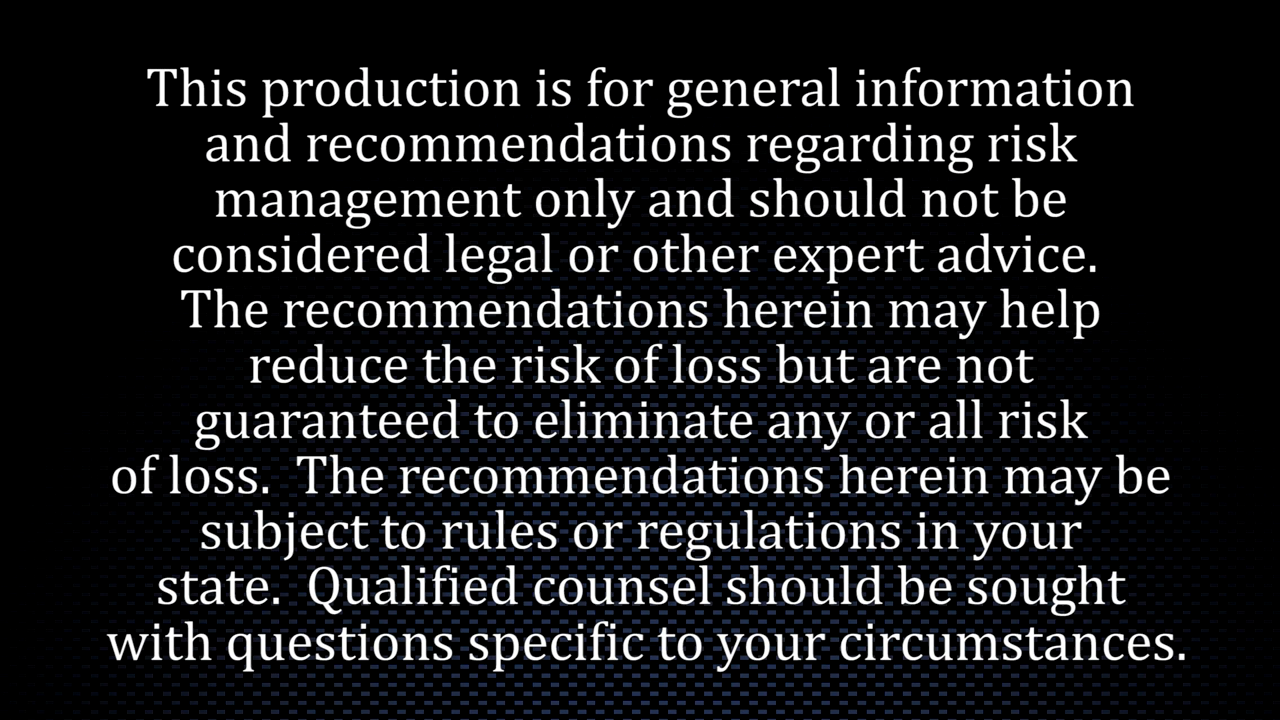 This production is for general information
and recommendations regarding risk
management only and should not be
considered legal or other expert advice.
The recommendations herein may help
reduce the risk of loss but are not
guaranteed to eliminate any or all risk
of loss.  The recommendations herein may be
subject to rules or regulations in your
state.  Qualified counsel should be sought
with questions specific to your circumstances.